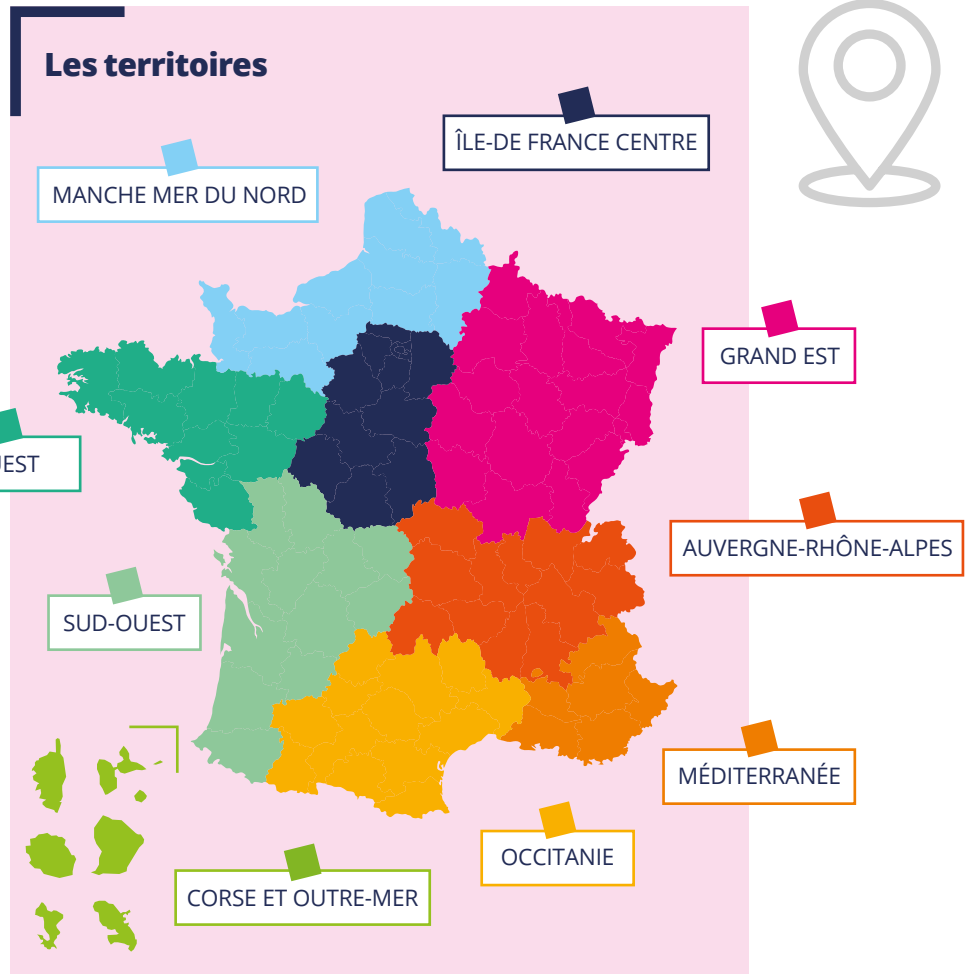 Les territoires
ÎLE-DE FRANCE CENTRE
MANCHE MER DU NORD
GRAND EST
AUVERGNE-RHÔNE-ALPES
SUD-OUEST
MÉDITERRANÉE
OCCITANIE
CORSE ET OUTRE-MER